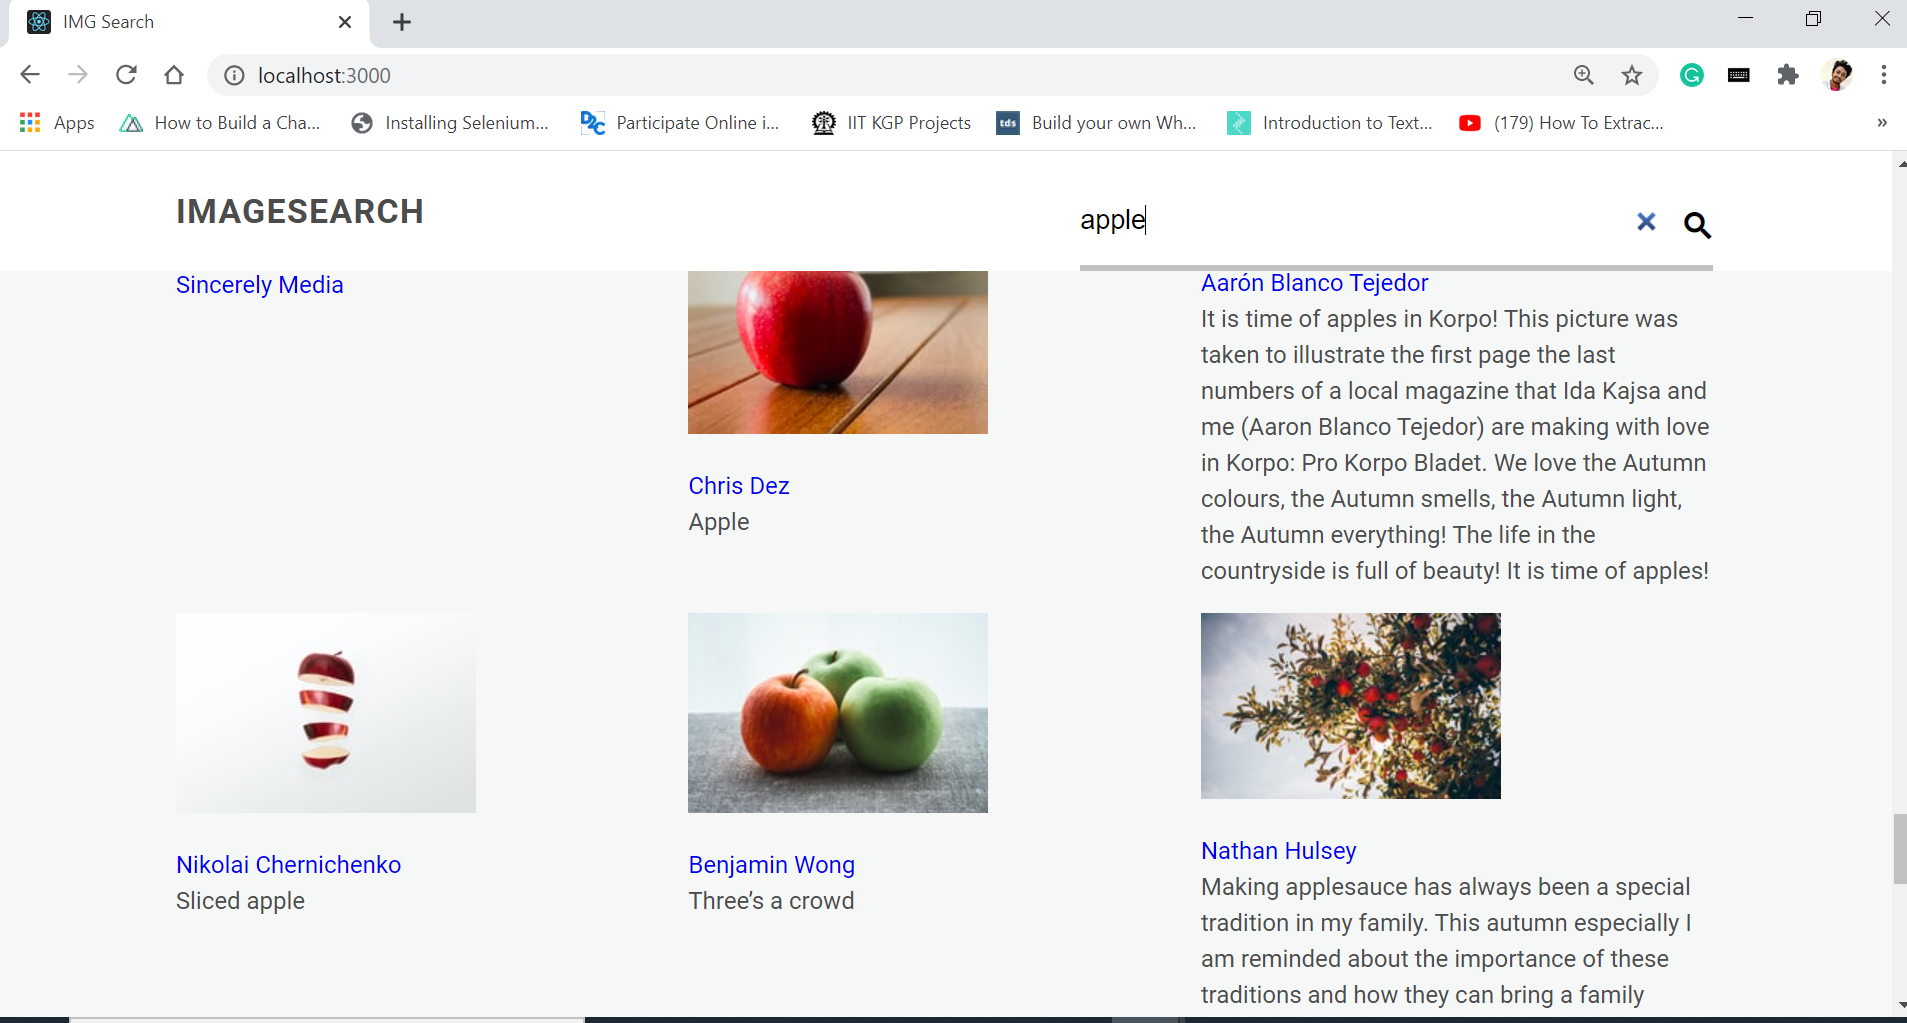 IMG Search
localhost:3000
Apps
How to Build a Cha...
Installing Selenium...
Participate Online i...
IIT KGP Projects
tds
Build your own Wh...
Introduction to Text...
(179) How To Extrac...
»
IMAGESEARCH
apple
Sincerely Media
Chris Dez
Apple
Aarón Blanco Tejedor
It is time of apples in Korpo! This picture was
taken to illustrate the first page the last
numbers of a local magazine that Ida Kajsa and
me (Aaron Blanco Tejedor) are making with love
in Korpo: Pro Korpo Bladet. We love the Autumn
colours, the Autumn smells, the Autumn light,
the Autumn everything! The life in the
countryside is full of beauty! It is time of apples!
Nikolai Chernichenko
Sliced apple
Benjamin Wong
Three’s a crowd
Nathan Hulsey
Making applesauce has always been a special
tradition in my family. This autumn especially I
am reminded about the importance of these
traditions and how they can bring a family